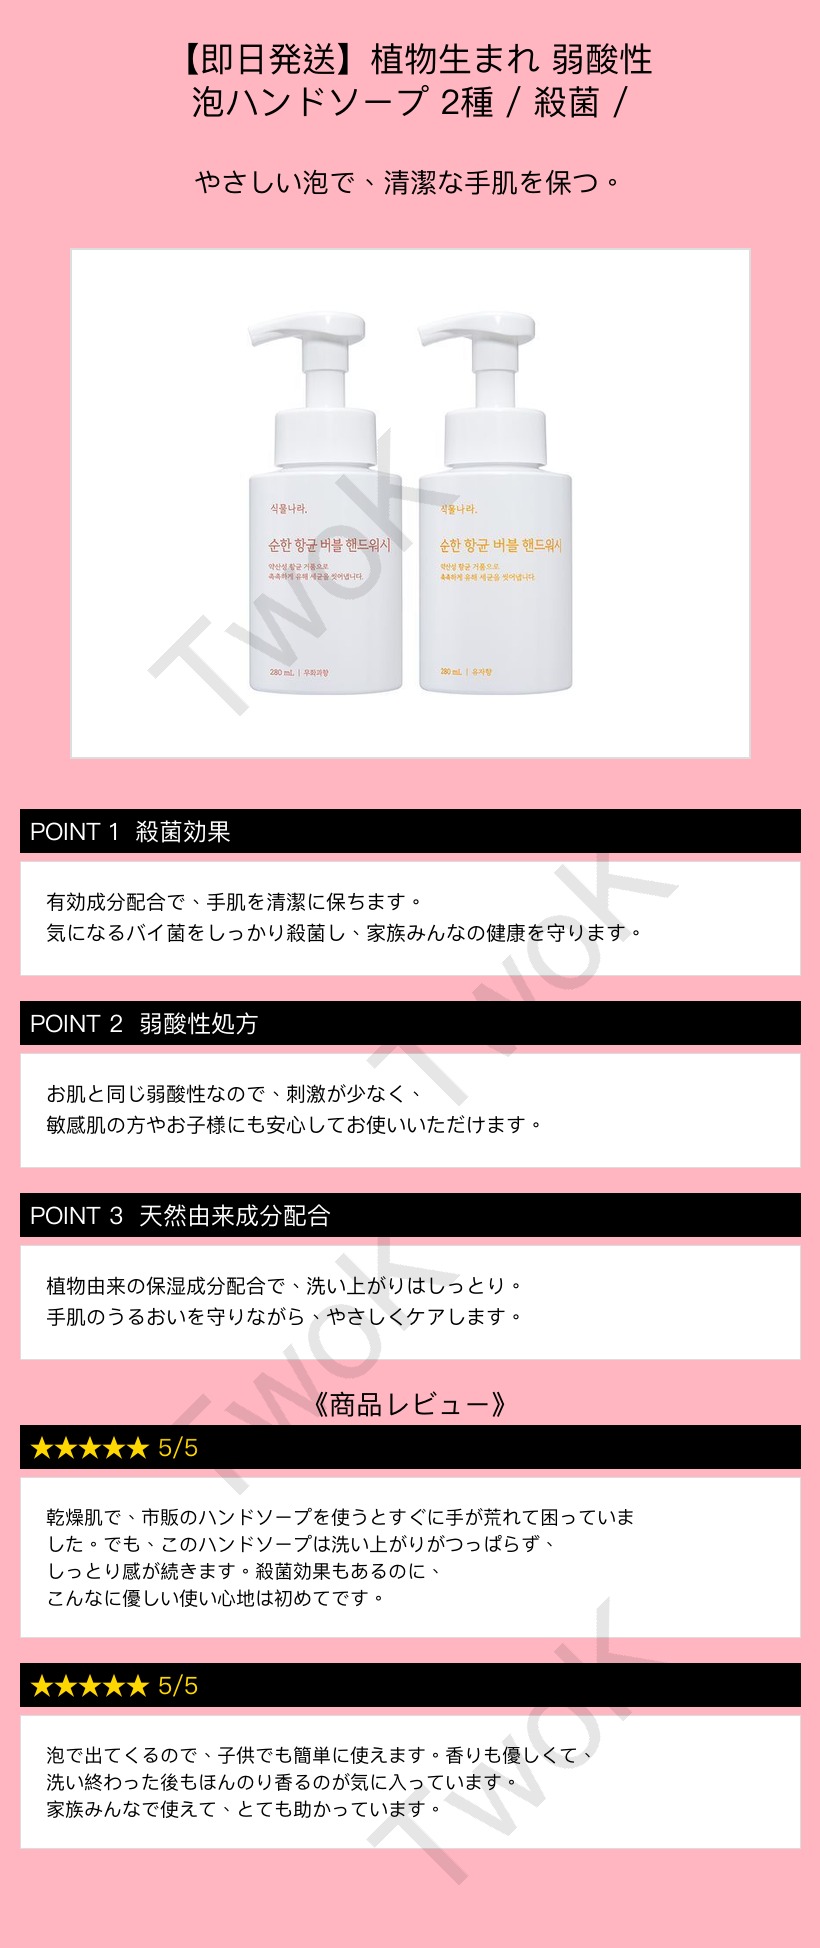 【即日発送】植物生まれ 弱酸性
泡ハンドソープ 2種 / 殺菌 /
やさしい泡で、清潔な手肌を保つ。
식물나라.
순한 항균 버블 핸드워시
약산성 항균 거품으로
촉촉하게 유해 세균을 씻어냅니다.
280 mL | 무화과향
식물나라.
순한 항균 버블 핸드워시
약산성 항균 거품으로
촉촉하게 유해 세균을 씻어냅니다.
280 mL | 유자향
TwoK
POINT 1 殺菌効果
有効成分配合で、手肌を清潔に保ちます。
気になるバイ菌をしっかり殺菌し、家族みんなの健康を守ります。
TwoK
POINT 2 弱酸性処方
お肌と同じ弱酸性なので、刺激が少なく、
敏感肌の方やお子様にも安心してお使いいただけます。
POINT 3 天然由来成分配合
植物由来の保湿成分配合で、洗い上がりはしっとり。
手肌のうるおいを守りながら、やさしくケアします。
TwoK
《商品レビュー》
★★★★★ 5/5
乾燥肌で、市販のハンドソープを使うとすぐに手が荒れて困っていま
した。でも、このハンドソープは洗い上がりがつっぱらず、
しっとり感が続きます。殺菌効果もあるのに、
こんなに優しい使い心地は初めてです。
★★★★★ 5/5
泡で出てくるので、子供でも簡単に使えます。香りも優しくて、
洗い終わった後もほんのり香るのが気に入っています。
家族みんなで使えて、とても助かっています。
TwoK